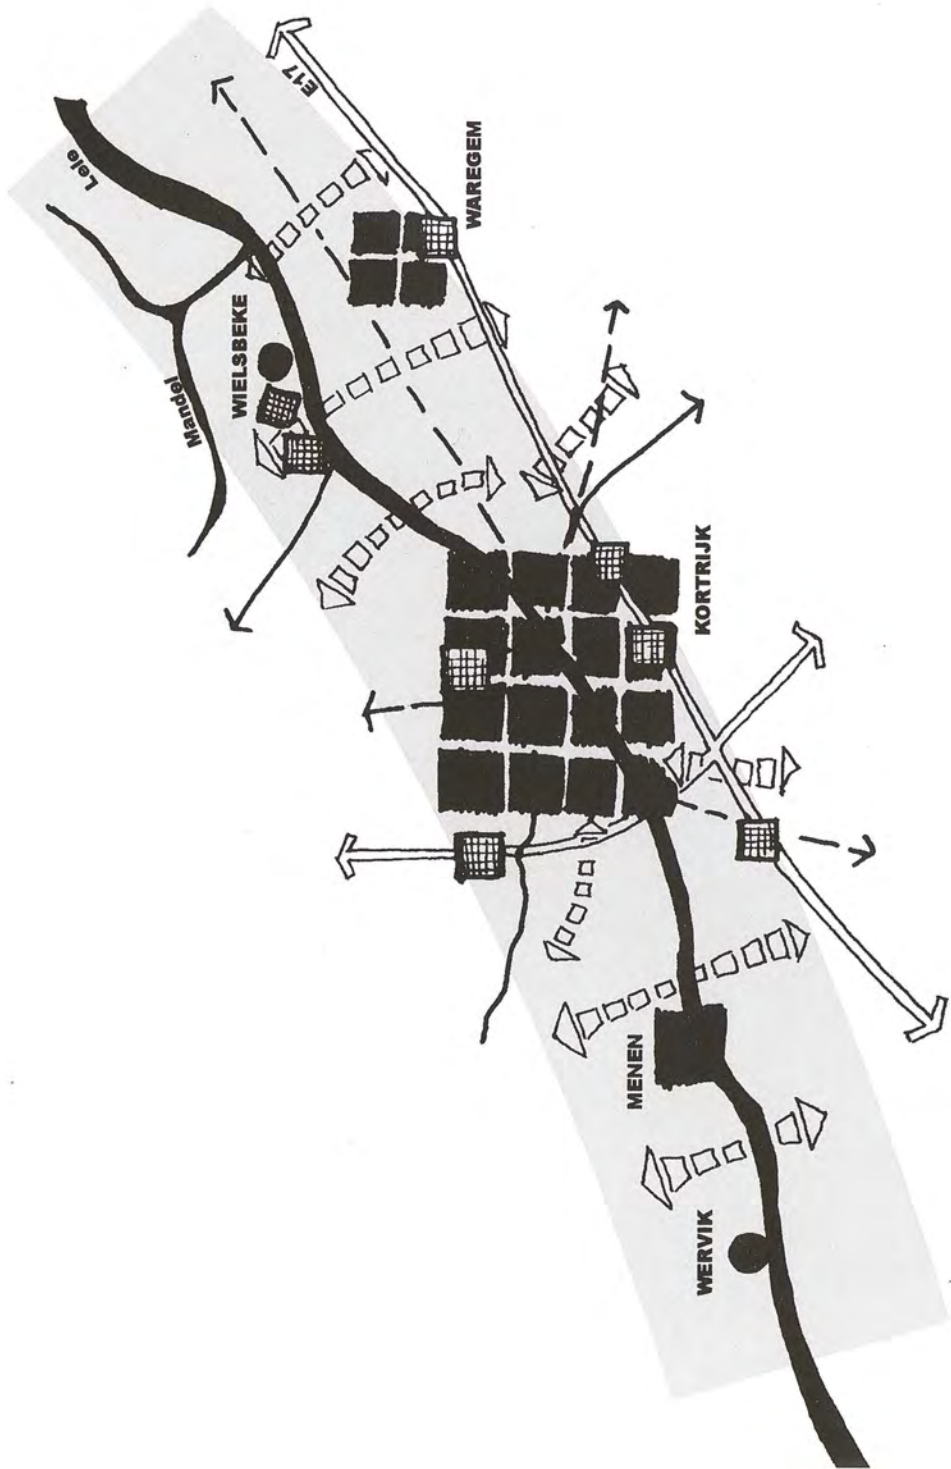 E17
Leie
WAREGEM
WIELSBEKE
Mandel
KORTRIJK
MENEN
WERVIK